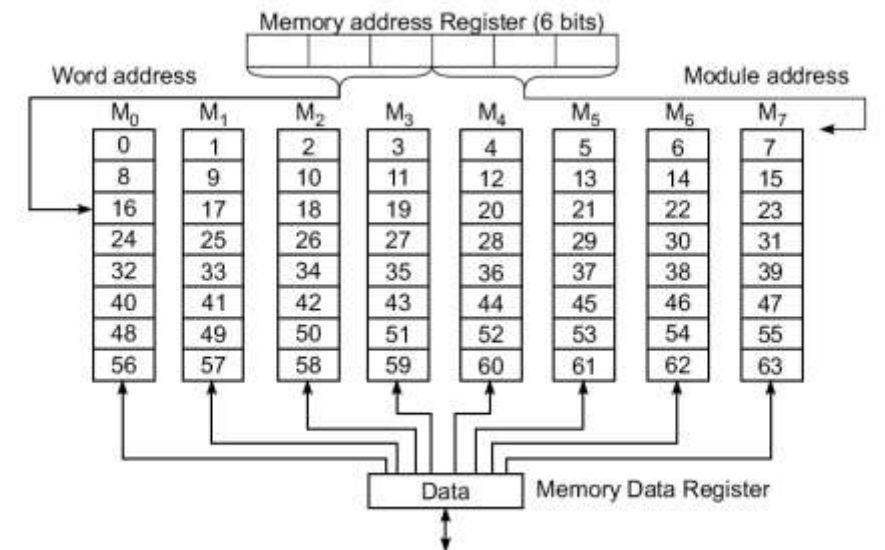 Memory address Register (6 bits)
Word address Module address
M0 M1 M2 M3 M4 M5 M6 M7
0 1 2 3 4 5 6 7
8 9 10 11 12 13 14 15
16 17 18 19 20 21 22 23
24 25 26 27 28 29 30 31
32 33 34 35 36 37 38 39
40 41 42 43 44 45 46 47
48 49 50 51 52 53 54 55
56 57 58 59 60 61 62 63
Data Memory Data Register